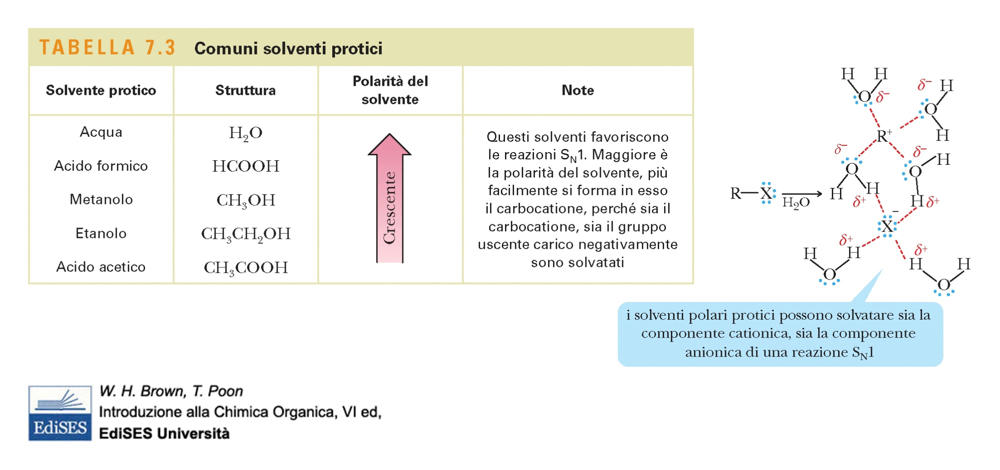 TABELLA 7.3 Comuni solventi protici
Solvente protico
Struttura
Polarità del
solvente
Note
Acqua
H₂O
Acido formico
HCOOH
Metanolo
CH₃OH
Etanolo
CH₃CH₂OH
Acido acetico
CH₃COOH
Crescente
Questi solventi favoriscono
le reazioni S_N1. Maggiore è
la polarità del solvente, più
facilmente si forma in esso
il carbocatione, perché sia il
carbocatione, sia il gruppo
uscente carico negativamente
sono solvatati
R—X
H₂O
H H
O δ−
δ− H
O
H
R⁺
δ−
O
H H
δ+
δ−
H
O
H δ+
X −
δ+
H H
O
δ+
H H
O
i solventi polari protici possono solvatare sia la
componente cationica, sia la componente
anionica di una reazione S_N1
EdiSES
W. H. Brown, T. Poon
Introduzione alla Chimica Organica, VI ed,
EdiSES Università